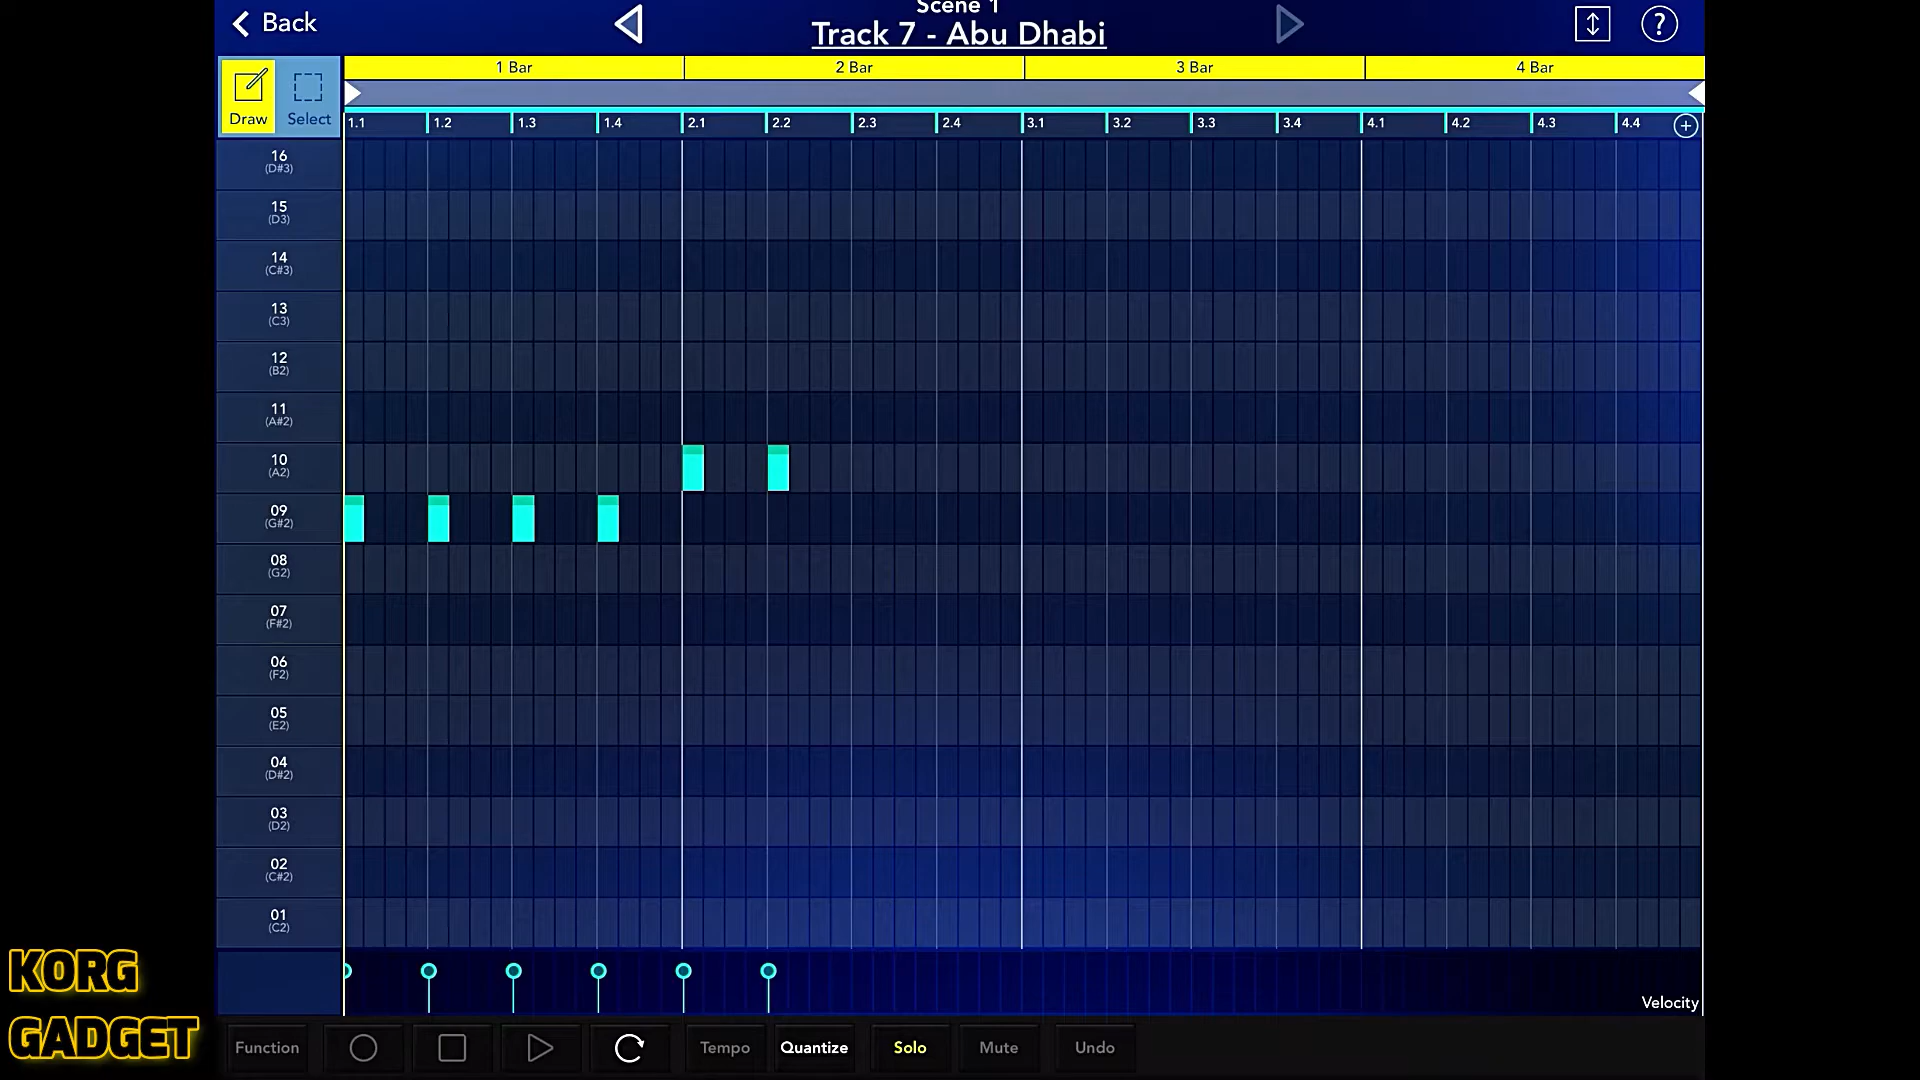 Scene 1
Back
Track 7 - Abu Dhabi
?
1 Bar 2 Bar 3 Bar 4 Bar
Draw Select
1.1 1.2 1.3 1.4 2.1 2.2 2.3 2.4 3.1 3.2 3.3 3.4 4.1 4.2 4.3 4.4 +
16
(D#3)
15
(D3)
14
(C#3)
13
(C3)
12
(B2)
11
(A#2)
10
(A2)
09
(G#2)
08
(G2)
07
(F#2)
06
(F2)
05
(E2)
04
(D#2)
03
(D2)
02
(C#2)
01
(C2)
Velocity
KORG
GADGET
Function Tempo Quantize Solo Mute Undo